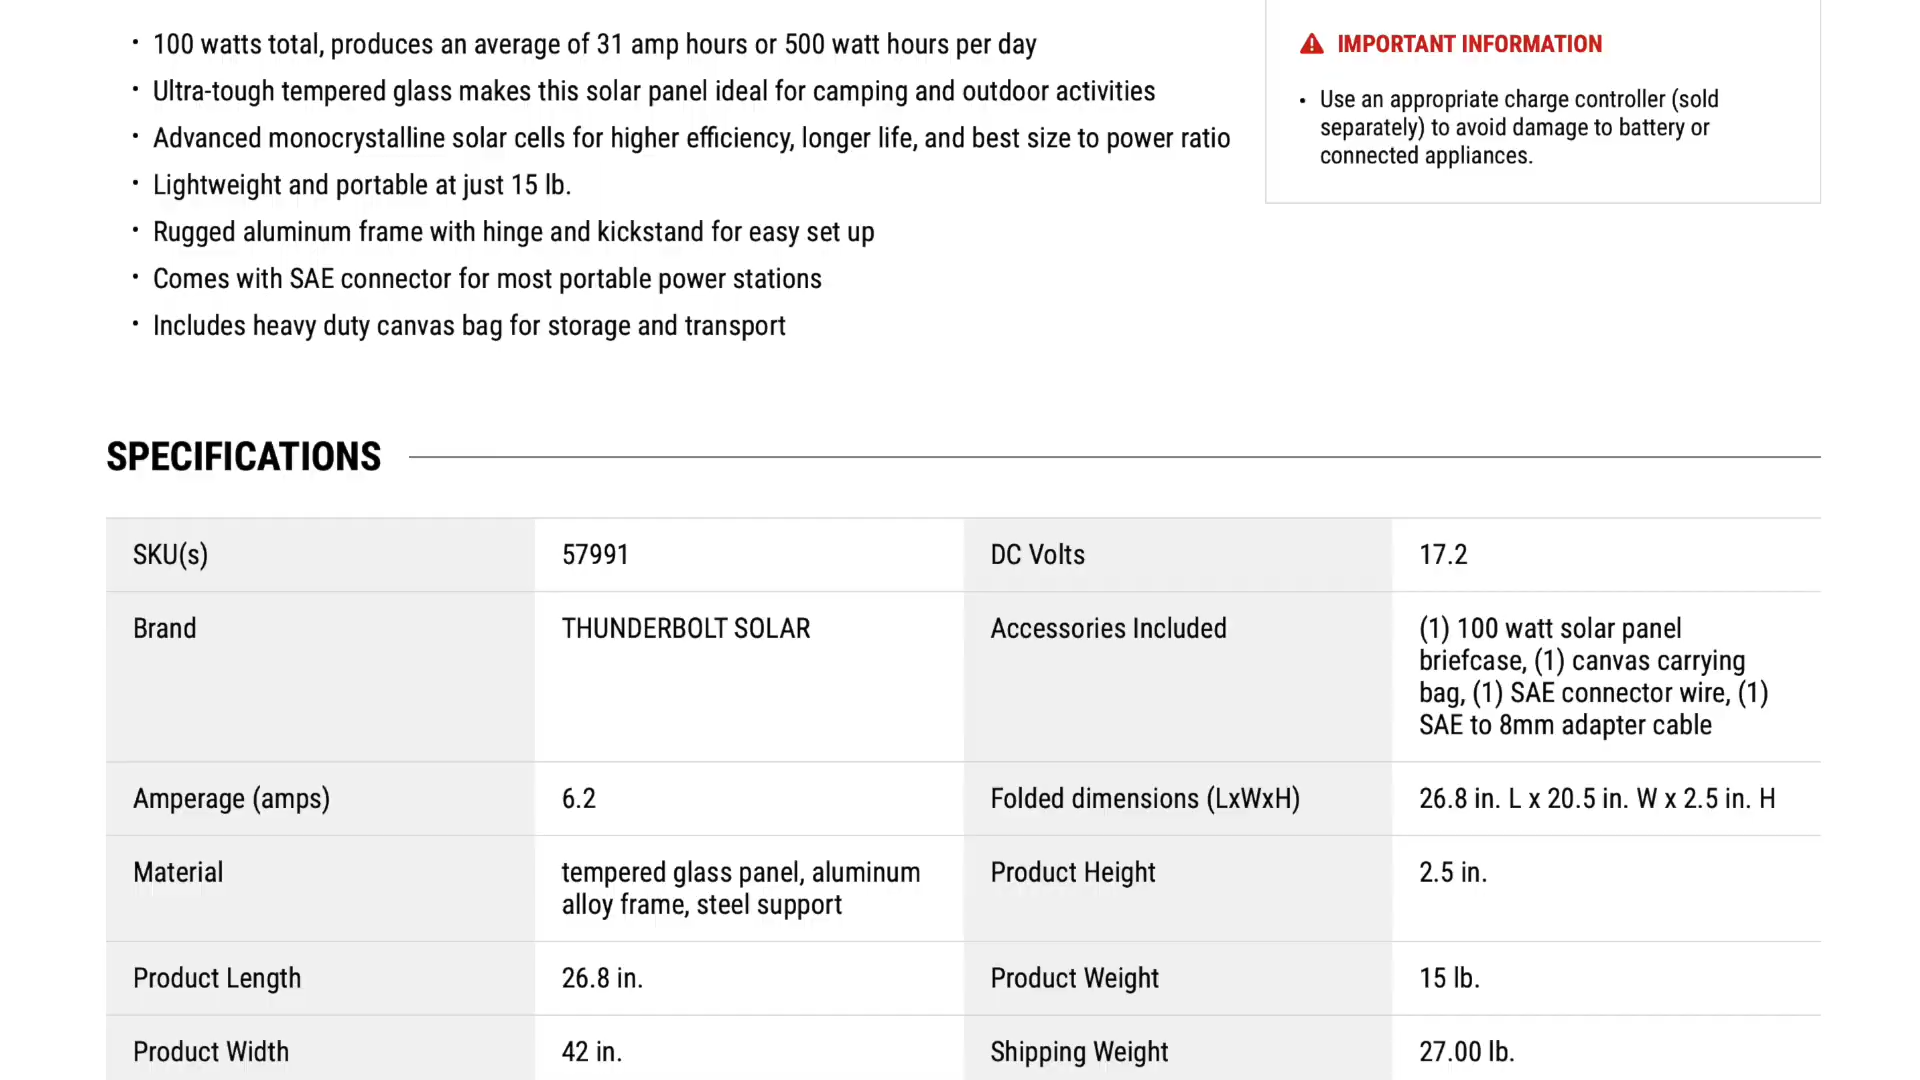 • 100 watts total, produces an average of 31 amp hours or 500 watt hours per day
• Ultra-tough tempered glass makes this solar panel ideal for camping and outdoor activities
• Advanced monocrystalline solar cells for higher efficiency, longer life, and best size to power ratio
• Lightweight and portable at just 15 lb.
• Rugged aluminum frame with hinge and kickstand for easy set up
• Comes with SAE connector for most portable power stations
• Includes heavy duty canvas bag for storage and transport
IMPORTANT INFORMATION
• Use an appropriate charge controller (sold
separately) to avoid damage to battery or
connected appliances.
SPECIFICATIONS
SKU(s) 57991 DC Volts 17.2
Brand THUNDERBOLT SOLAR Accessories Included (1) 100 watt solar panel
briefcase, (1) canvas carrying
bag, (1) SAE connector wire, (1)
SAE to 8mm adapter cable
Amperage (amps) 6.2 Folded dimensions (LxWxH) 26.8 in. L x 20.5 in. W x 2.5 in. H
Material tempered glass panel, aluminum Product Height 2.5 in.
alloy frame, steel support
Product Length 26.8 in. Product Weight 15 lb.
Product Width 42 in. Shipping Weight 27.00 lb.